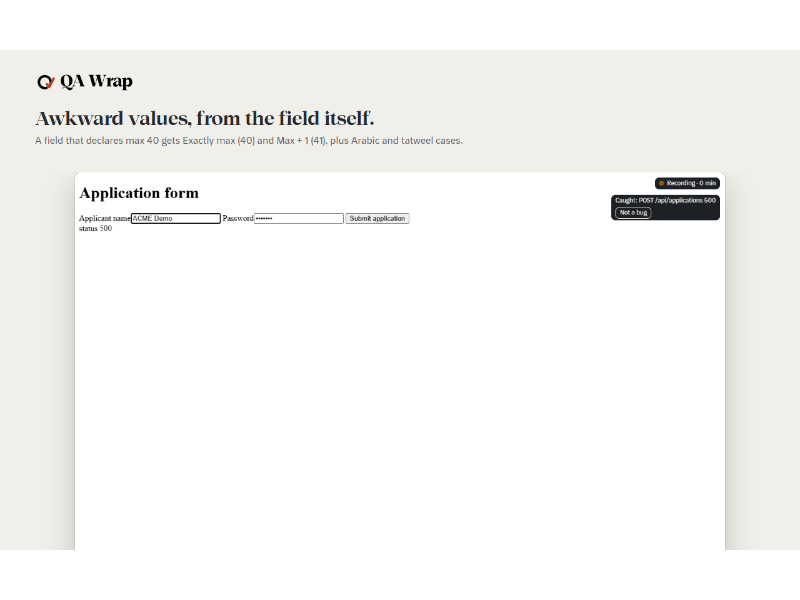 QA Wrap
Awkward values, from the field itself.
A field that declares max 40 gets Exactly max (40) and Max + 1 (41), plus Arabic and tatweel cases.
Recording · 0 min
Application form
Caught: POST /api/applications 500
Not a bug
Applicant name ACME Demo Password ••••••• Submit application
status 500